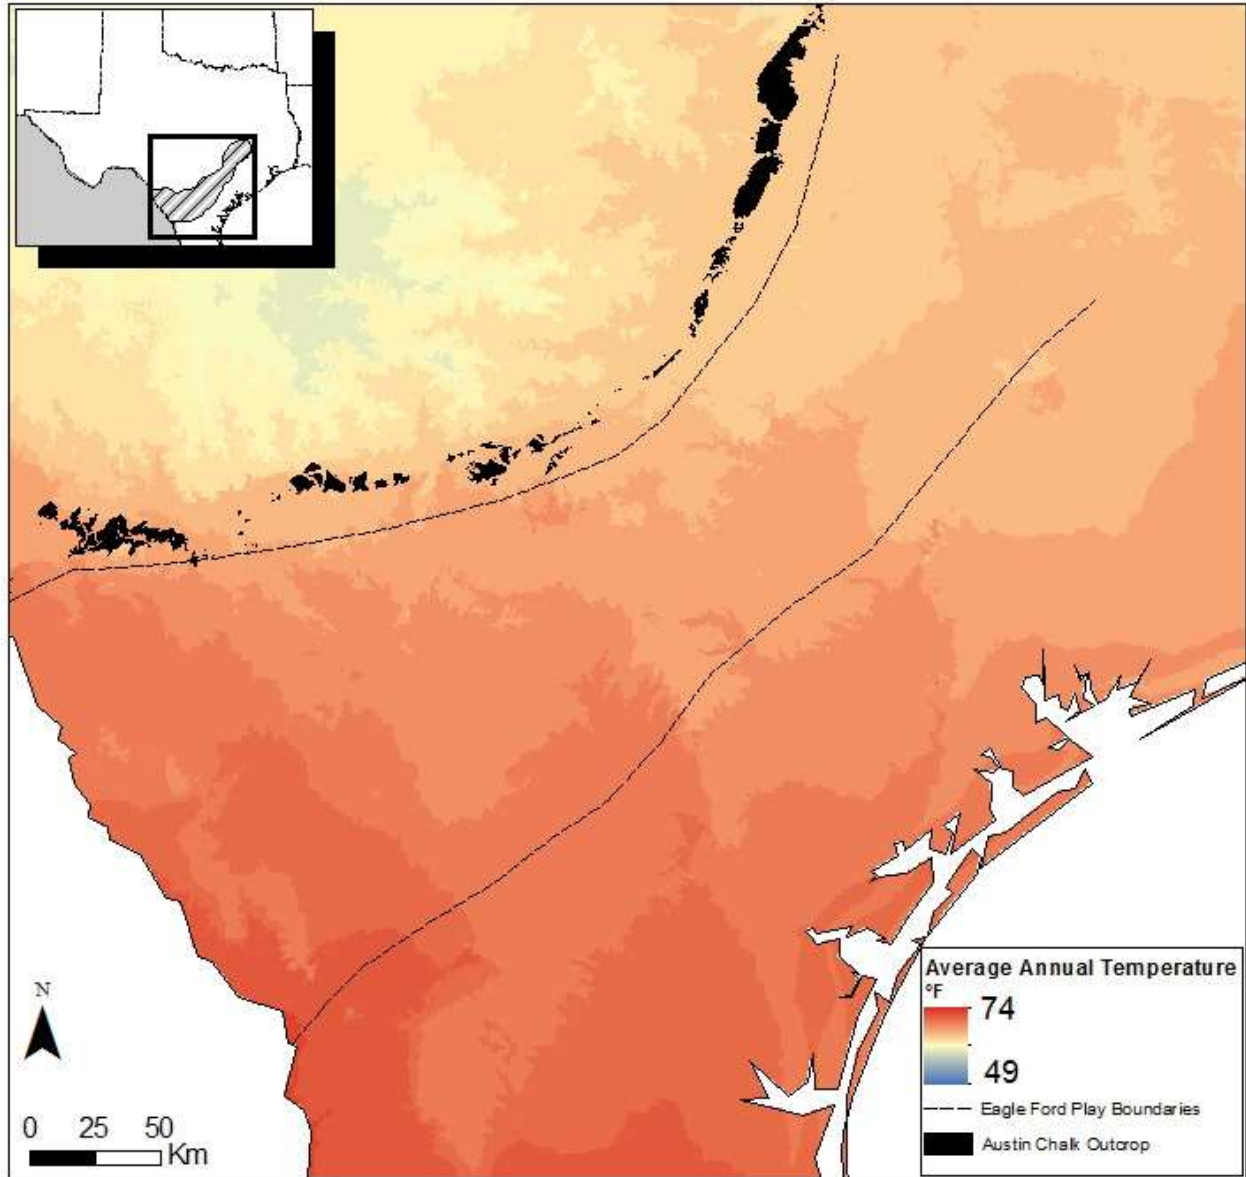 N
0 25 50
Km
Average Annual Temperature
°F
74
49
Eagle Ford Play Boundaries
Austin Chalk Outcrop